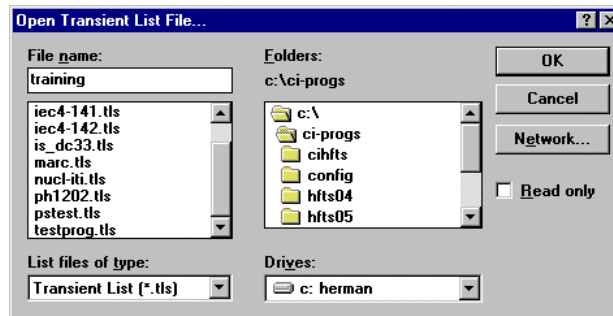 Open Transient List File...
File name:
training
iec4-141.tls
iec4-142.tls
is_dc33.tls
marc.tls
nucl-iti.tls
ph1202.tls
pstest.tls
testprog.tls
List files of type:
Transient List (*.tls)
Folders:
c:\ci-progs
c:\
ci-progs
cihfts
config
hfts04
hfts05
Drives:
c: herman
OK
Cancel
Network...
Read only